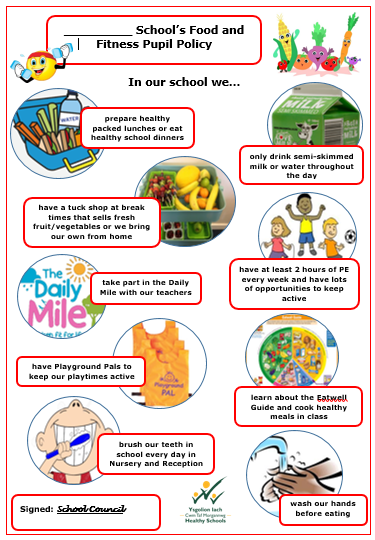 _________ School's Food and
Fitness Pupil Policy
In our school we...
WATER
prepare healthy
packed lunches or eat
healthy school dinners
MILK
only drink semi-skimmed
milk or water throughout
the day
have a tuck shop at break
times that sells fresh
fruit/vegetables or we bring
our own from home
have at least 2 hours of PE
every week and have lots
of opportunities to keep
active
The
Daily
Mile
take part in the Daily
Mile with our teachers
Playground
PAL
have Playground Pals to
keep our playtimes active
learn about the Eatwell
Guide and cook healthy
meals in class
brush our teeth in
school every day in
Nursery and Reception
wash our hands
before eating
Signed: School Council
Ysgolion Iach
Cwm Taf Morgannwg
Healthy Schools